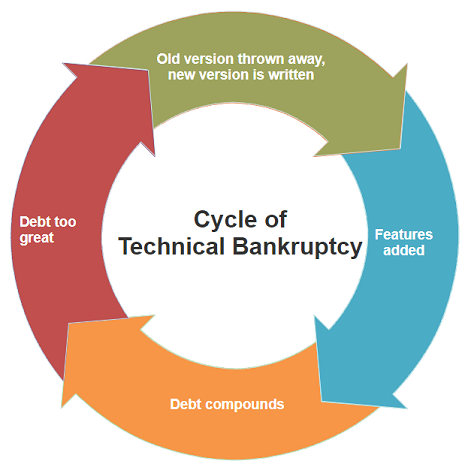 Old version thrown away,
new version is written
Debt too
great
Cycle of
Technical Bankruptcy
Features
added
Debt compounds